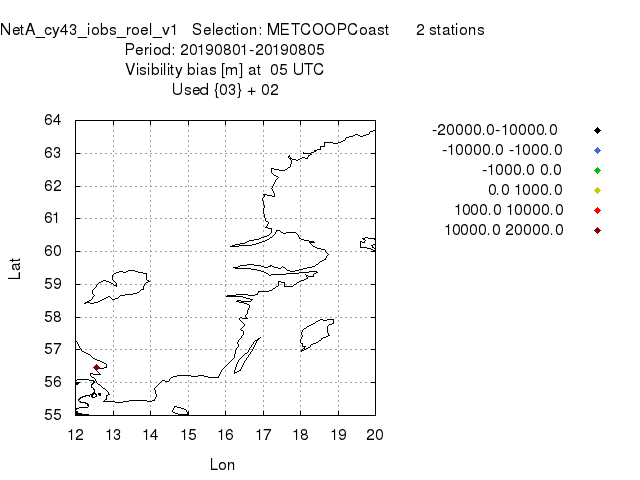 NetA_cy43_iobs_roel_v1 Selection: METCOOPCoast 2 stations
Period: 20190801-20190805
Visibility bias [m] at 05 UTC
Used {03} + 02
-20000.0-10000.0
-10000.0 -1000.0
-1000.0 0.0
0.0 1000.0
1000.0 10000.0
10000.0 20000.0
64
63
62
61
60
59
58
57
56
55
Lat
12 13 14 15 16 17 18 19 20
Lon